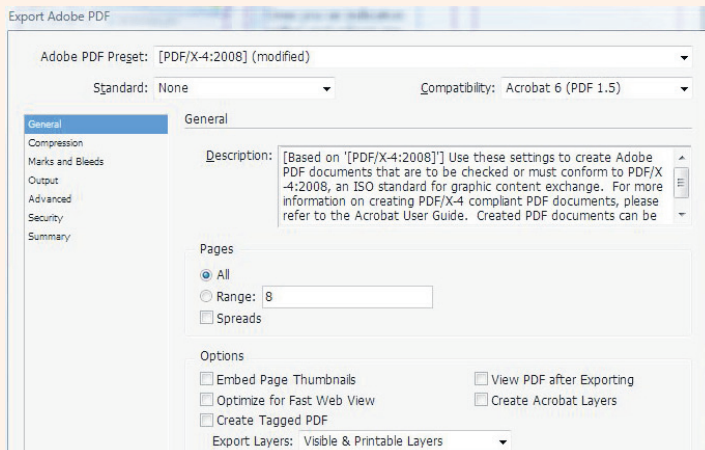 Export Adobe PDF
Adobe PDF Preset: [PDF/X-4:2008] (modified)
Standard: None Compatibility: Acrobat 6 (PDF 1.5)
General
Compression
Marks and Bleeds
Output
Advanced
Security
Summary
General
Description: [Based on '[PDF/X-4:2008]'] Use these settings to create Adobe
PDF documents that are to be checked or must conform to PDF/X
-4:2008, an ISO standard for graphic content exchange. For more
information on creating PDF/X-4 compliant PDF documents, please
refer to the Acrobat User Guide. Created PDF documents can be
Pages
All
Range: 8
Spreads
Options
Embed Page Thumbnails View PDF after Exporting
Optimize for Fast Web View Create Acrobat Layers
Create Tagged PDF
Export Layers: Visible & Printable Layers